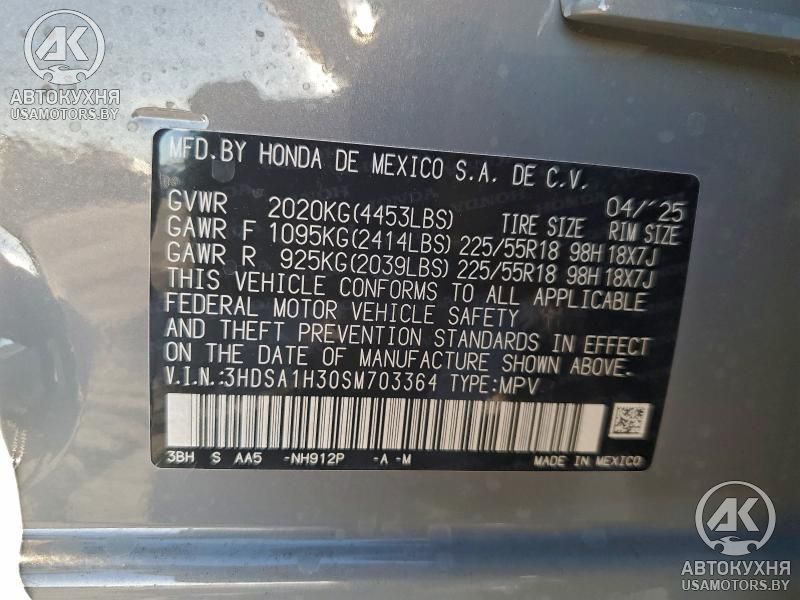 AK
АВТОКУХНЯ
USAMOTORS.BY
MFD.BY HONDA DE MEXICO S.A. DE C.V.
GVWR 2020KG(4453LBS) TIRE SIZE 04/'25 RIM SIZE
GAWR F 1095KG(2414LBS) 225/55R18 98H 18X7J
GAWR R 925KG(2039LBS) 225/55R18 98H 18X7J
THIS VEHICLE CONFORMS TO ALL APPLICABLE
FEDERAL MOTOR VEHICLE SAFETY
AND THEFT PREVENTION STANDARDS IN EFFECT
ON THE DATE OF MANUFACTURE SHOWN ABOVE.
V.I.N.:3HDSA1H30SM703364 TYPE:MPV
3BH S AA5 -NH912P -A -M MADE IN MEXICO
AK
АВТОКУХНЯ
USAMOTORS.BY